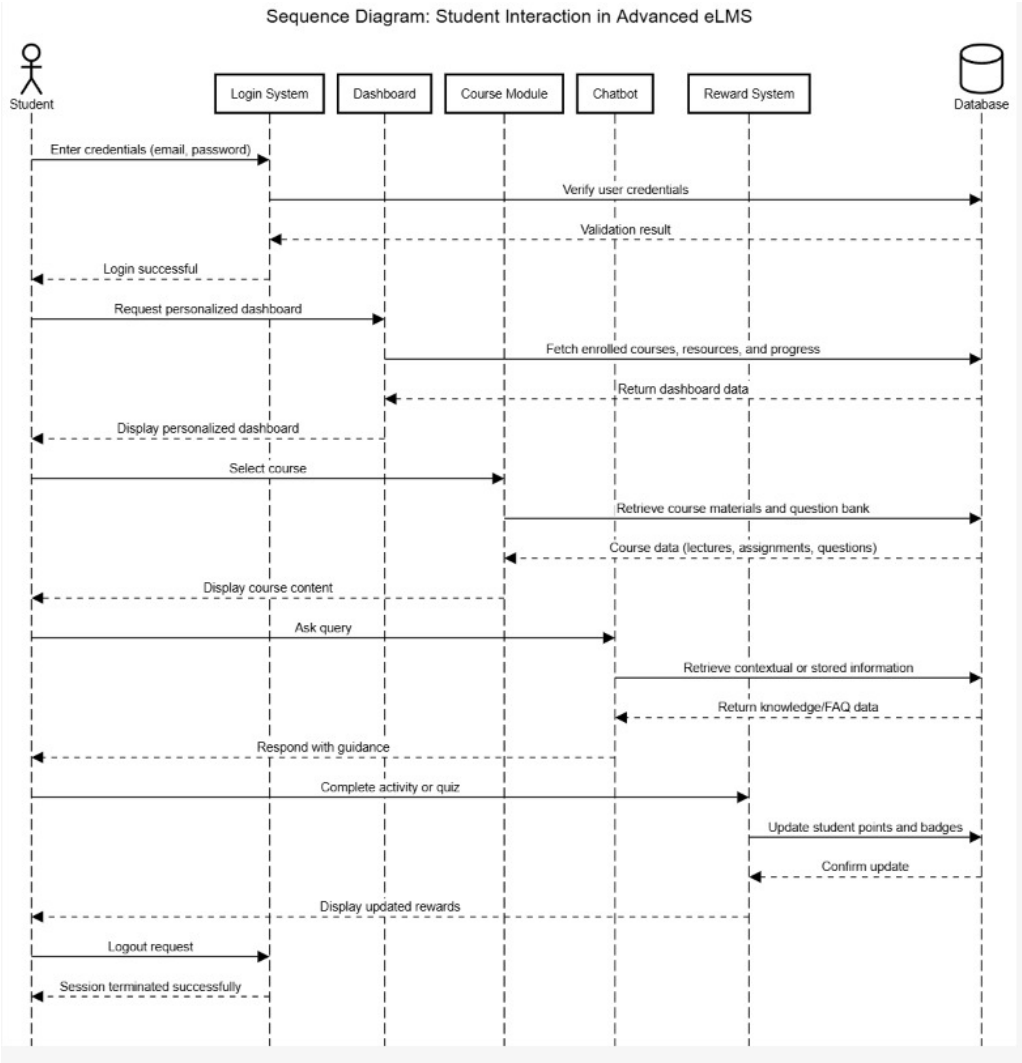 Sequence Diagram: Student Interaction in Advanced eLMS
Student
Login System
Dashboard
Course Module
Chatbot
Reward System
Database
Enter credentials (email, password)
Verify user credentials
Validation result
Login successful
Request personalized dashboard
Fetch enrolled courses, resources, and progress
Return dashboard data
Display personalized dashboard
Select course
Retrieve course materials and question bank
Course data (lectures, assignments, questions)
Display course content
Ask query
Retrieve contextual or stored information
Return knowledge/FAQ data
Respond with guidance
Complete activity or quiz
Update student points and badges
Confirm update
Display updated rewards
Logout request
Session terminated successfully